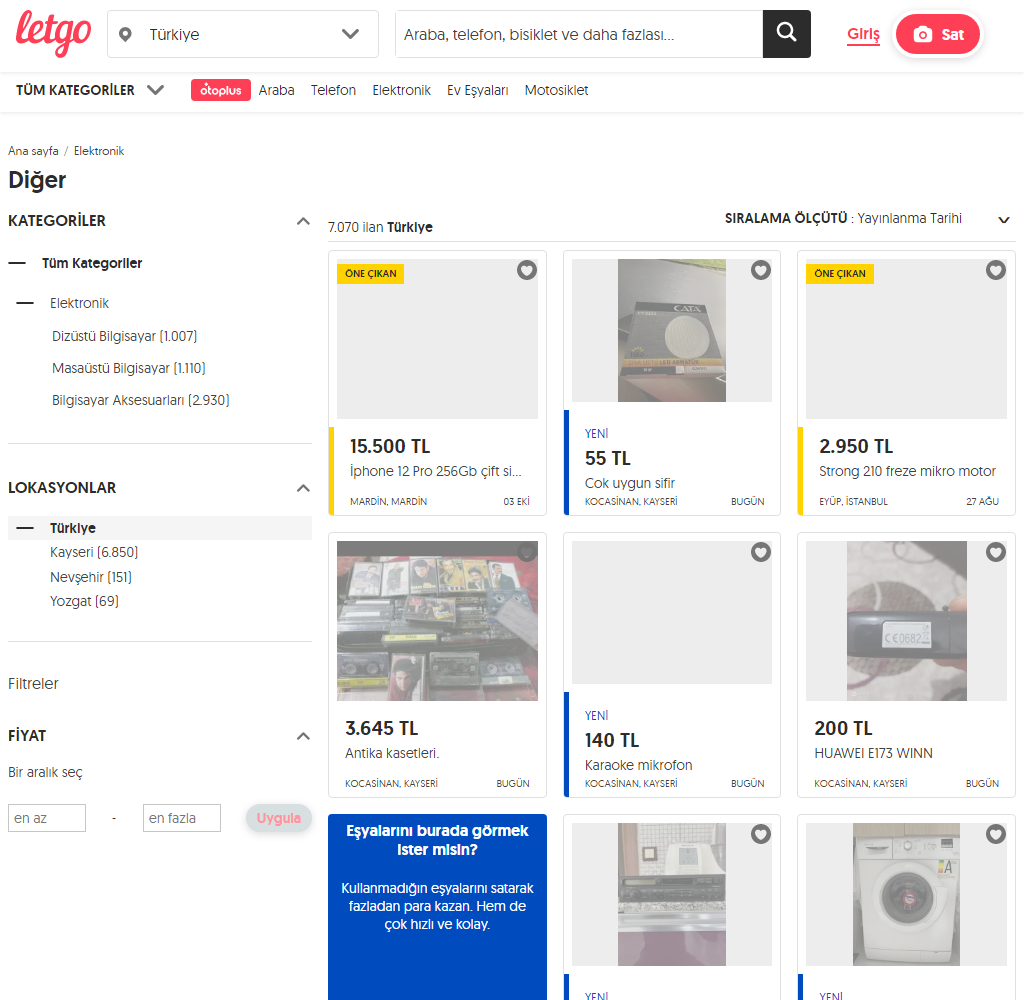 letgo
Türkiye
Araba, telefon, bisiklet ve daha fazlası...
Giriş
Sat
TÜM KATEGORİLER
otoplus
Araba
Telefon
Elektronik
Ev Eşyaları
Motosiklet
Ana sayfa / Elektronik
Diğer
KATEGORİLER
Tüm Kategoriler
Elektronik
Dizüstü Bilgisayar (1.007)
Masaüstü Bilgisayar (1.110)
Bilgisayar Aksesuarları (2.930)
LOKASYONLAR
Türkiye
Kayseri (6.850)
Nevşehir (151)
Yozgat (69)
Filtreler
FİYAT
Bir aralık seç
en az - en fazla Uygula
7.070 ilan Türkiye
SIRALAMA ÖLÇÜTÜ : Yayınlanma Tarihi
ÖNE ÇIKAN
15.500 TL
İphone 12 Pro 256Gb çift si...
MARDİN, MARDİN 03 EKİ
CATA
YENİ
55 TL
Cok uygun sifir
KOCASİNAN, KAYSERİ BUGÜN
ÖNE ÇIKAN
2.950 TL
Strong 210 freze mikro motor
EYÜP, İSTANBUL 27 AĞU
3.645 TL
Antika kasetleri.
KOCASİNAN, KAYSERİ BUGÜN
YENİ
140 TL
Karaoke mikrofon
KOCASİNAN, KAYSERİ BUGÜN
CE0682
200 TL
HUAWEI E173 WINN
KOCASİNAN, KAYSERİ BUGÜN
Eşyalarını burada görmek
ister misin?
Kullanmadığın eşyalarını satarak
fazladan para kazan. Hem de
çok hızlı ve kolay.
YENİ
A
YENİ